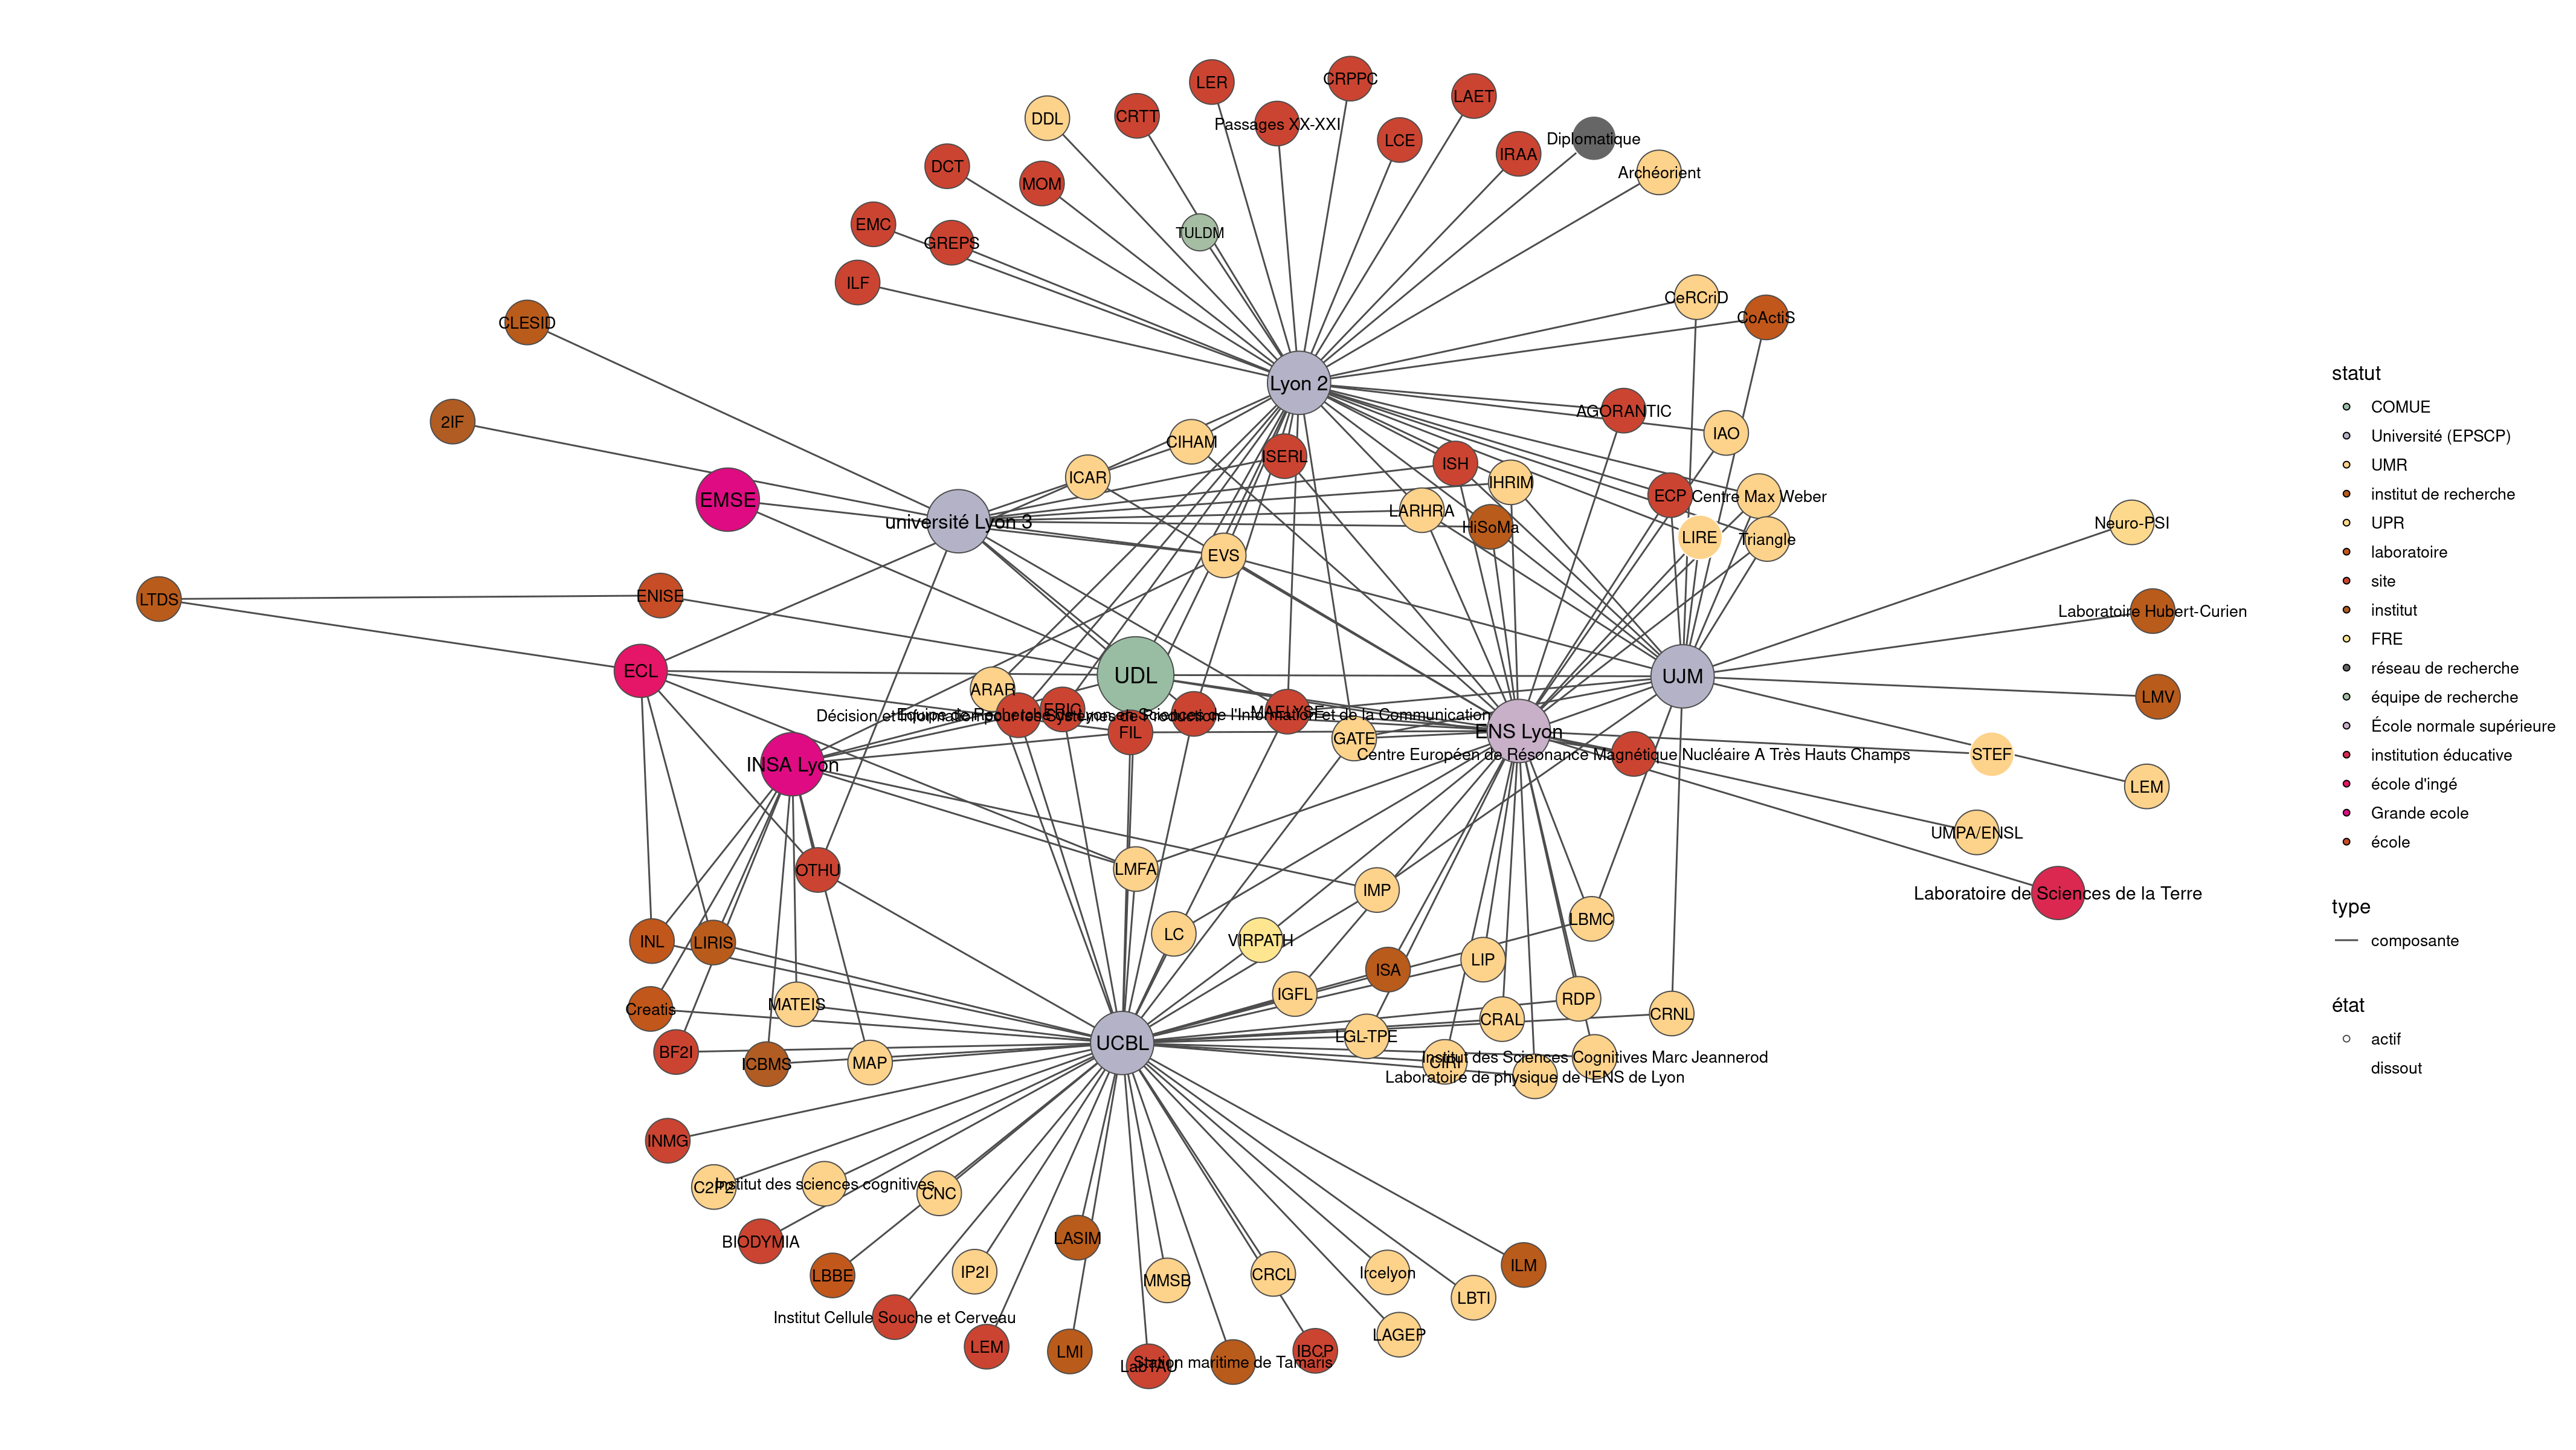 LER
CRPPC
LAET
DDL
CRTT
Passages XX-XXI
LCE
Diplomatique
IRAA
DCT
MOM
Archéorient
EMC
GREPS
TULDM
ILF
CeRCriD
CLESID
CoActiS
Lyon 2
2IF
AGORANTIC
IAO
CIHAM
ISERL
ISH
ICAR
IHRIM
ECP
Centre Max Weber
EMSE
université Lyon 3
LARHRA
HiSoMa
LIRE
Triangle
Neuro-PSI
EVS
LTDS
ENISE
Laboratoire Hubert-Curien
ECL
UDL
UJM
ARAR
LMV
ERIC
MAELYSE
Décision et Information pour les Systèmes de Production
Equipe de Recherche de Lyon en Sciences de l'Information et de la Communication
FIL
GATE
ENS Lyon
Centre Européen de Résonance Magnétique Nucléaire A Très Hauts Champs
STEF
INSA Lyon
LEM
UMPA/ENSL
OTHU
LMFA
IMP
Laboratoire de Sciences de la Terre
LBMC
INL
LIRIS
LC
VIRPATH
LIP
ISA
IGFL
RDP
Creatis
MATEIS
CRAL
CRNL
BF2I
ICBMS
MAP
UCBL
LGL-TPE
CIRI
Institut des Sciences Cognitives Marc Jeannerod
Laboratoire de physique de l'ENS de Lyon
INMG
C2P2
Institut des sciences cognitives
CNC
BIODYMIA
LASIM
LBBE
IP2I
MMSB
CRCL
Ircelyon
ILM
LBTI
Institut Cellule Souche et Cerveau
LEM
LMI
LabTAU
Station maritime de Tamaris
IBCP
LAGEP
statut
COMUE
Université (EPSCP)
UMR
institut de recherche
UPR
laboratoire
site
institut
FRE
réseau de recherche
équipe de recherche
École normale supérieure
institution éducative
école d'ingé
Grande ecole
école
type
composante
état
actif
dissout